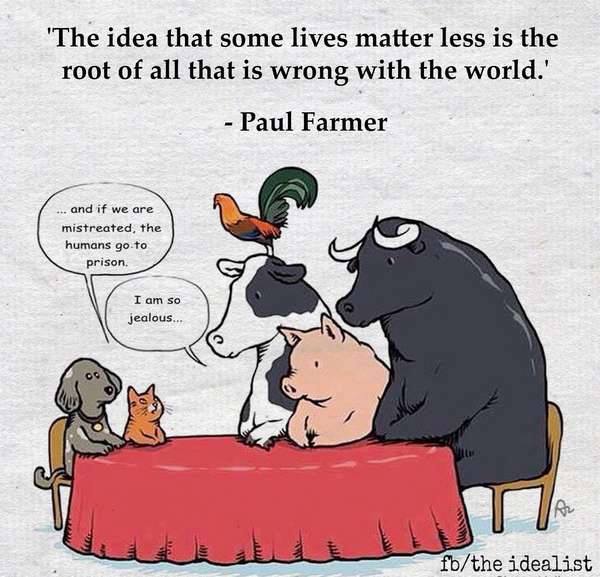 'The idea that some lives matter less is the
root of all that is wrong with the world.'
- Paul Farmer
... and if we are
mistreated, the
humans go to
prison.
I am so
jealous...
fb/the idealist